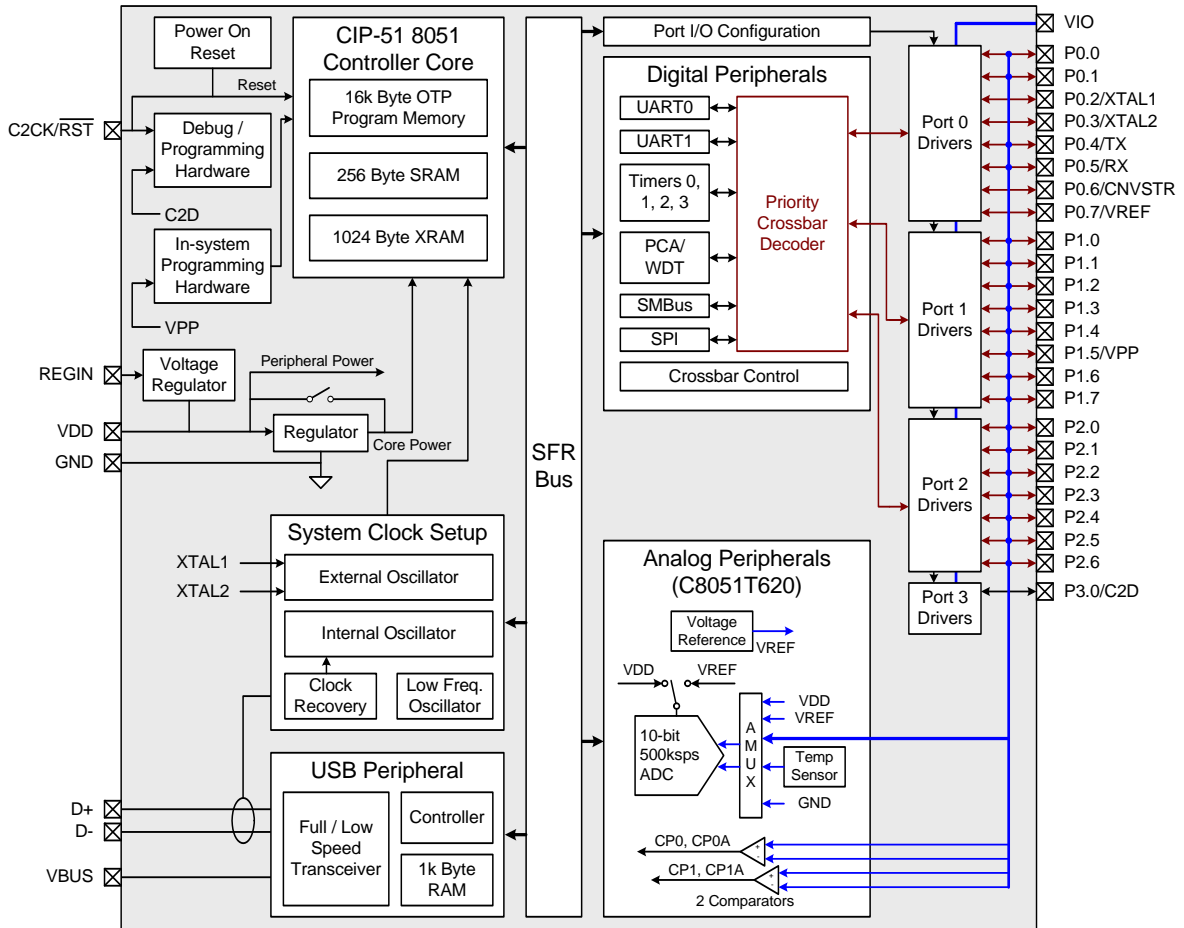 Power On
Reset
Reset
C2CK/RST
Debug /
Programming
Hardware
C2D
In-system
Programming
Hardware
VPP
CIP-51 8051
Controller Core
16k Byte OTP
Program Memory
256 Byte SRAM
1024 Byte XRAM
REGIN
Voltage
Regulator
Peripheral Power
VDD
Regulator
Core Power
GND
System Clock Setup
XTAL1
XTAL2
External Oscillator
Internal Oscillator
Clock
Recovery
Low Freq.
Oscillator
USB Peripheral
D+
D-
VBUS
Full / Low
Speed
Transceiver
Controller
1k Byte
RAM
SFR
Bus
Port I/O Configuration
Digital Peripherals
UART0
UART1
Timers 0,
1, 2, 3
PCA/
WDT
SMBus
SPI
Priority
Crossbar
Decoder
Crossbar Control
Port 0
Drivers
Port 1
Drivers
Port 2
Drivers
Port 3
Drivers
Analog Peripherals
(C8051T620)
Voltage
Reference
VREF
VDD
VREF
10-bit
500ksps
ADC
A
M
U
X
VDD
VREF
Temp
Sensor
GND
CP0, CP0A
+
-
CP1, CP1A
+
-
2 Comparators
VIO
P0.0
P0.1
P0.2/XTAL1
P0.3/XTAL2
P0.4/TX
P0.5/RX
P0.6/CNVSTR
P0.7/VREF
P1.0
P1.1
P1.2
P1.3
P1.4
P1.5/VPP
P1.6
P1.7
P2.0
P2.1
P2.2
P2.3
P2.4
P2.5
P2.6
P3.0/C2D